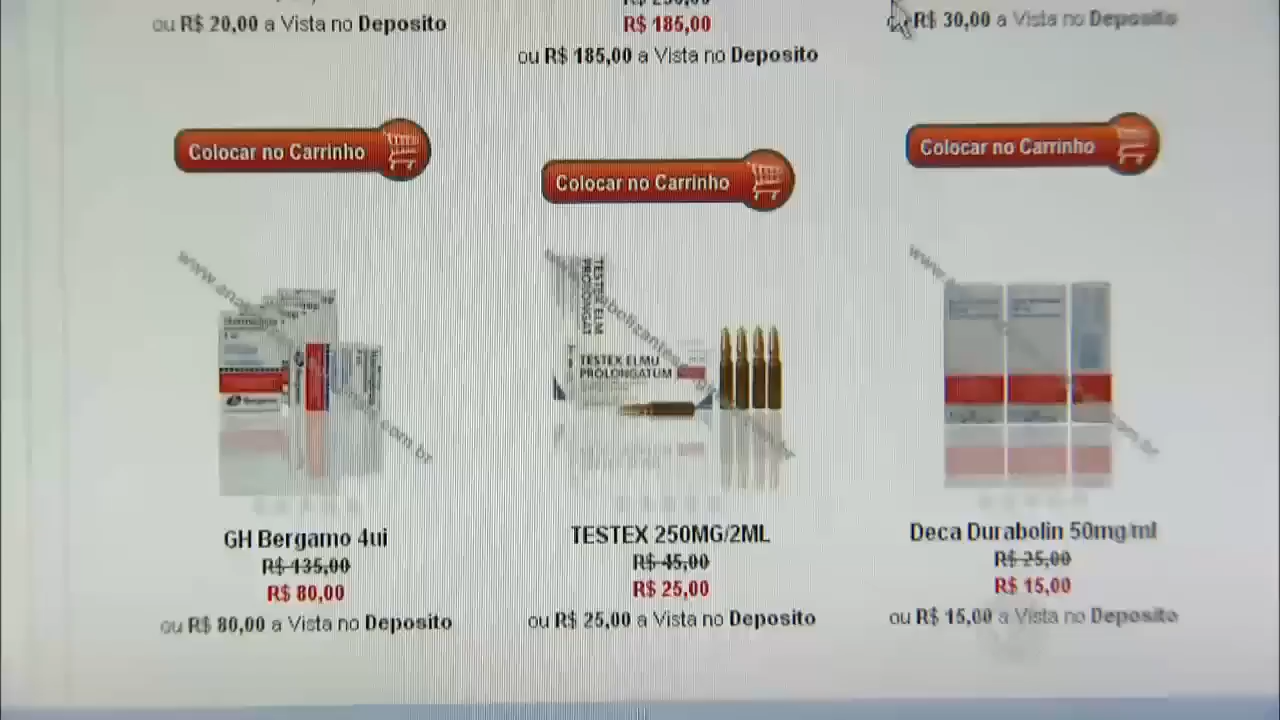 ou R$ 20,00 a Vista no Deposito
R$ 185,00
ou R$ 185,00 a Vista no Deposito
R$ 30,00 a Vista no Deposito
Colocar no Carrinho
Colocar no Carrinho
Colocar no Carrinho
TESTEX ELMU
PROLONGATUM
GH Bergamo 4ui
R$ 135,00
R$ 80,00
ou R$ 80,00 a Vista no Deposito
TESTEX 250MG/2ML
R$ 45,00
R$ 25,00
ou R$ 25,00 a Vista no Deposito
Deca Durabolin 50mg/ml
R$ 25,00
R$ 15,00
ou R$ 15,00 a Vista no Deposito